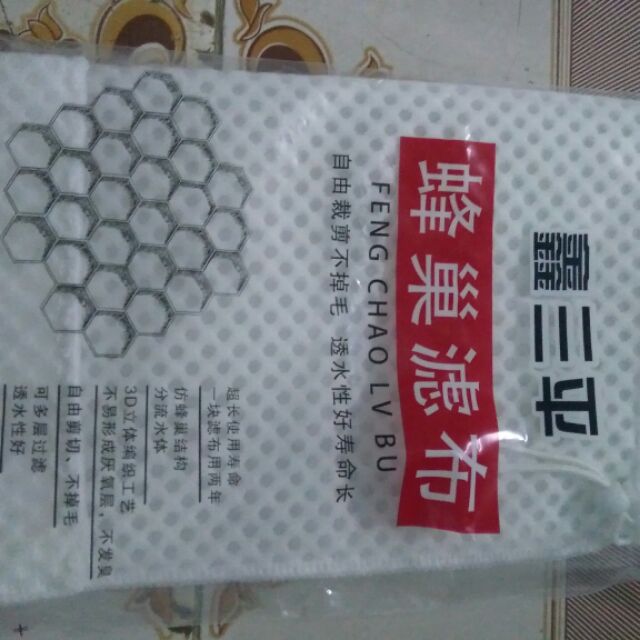 鑫三平
蜂巢滤布
FENG CHAO LV BU
自由裁剪不掉毛 透水性好寿命长
超长使用寿命
一块滤布用两年
仿蜂巢结构
分流水体
3D立体编织工艺
不易形成厌氧层,不发臭
自由剪切、不掉毛
可多层过滤
透水性好